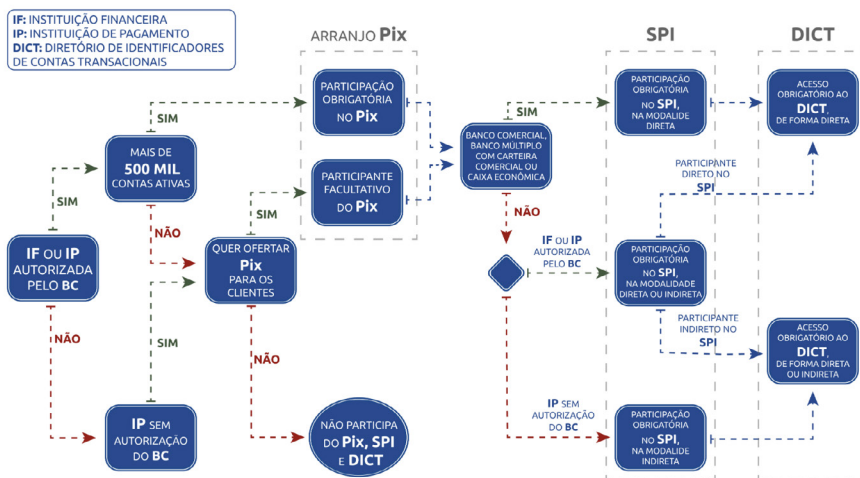 IF: INSTITUIÇÃO FINANCEIRA
IP: INSTITUIÇÃO DE PAGAMENTO
DICT: DIRETÓRIO DE IDENTIFICADORES
DE CONTAS TRANSACIONAIS
ARRANJO Pix
SPI
DICT
IF OU IP
AUTORIZADA
PELO BC
SIM
NÃO
MAIS DE
500 MIL
CONTAS ATIVAS
SIM
NÃO
IP SEM
AUTORIZAÇÃO
DO BC
SIM
QUER OFERTAR
Pix
PARA OS
CLIENTES
SIM
NÃO
NÃO PARTICIPA
DO Pix, SPI
E DICT
PARTICIPAÇÃO
OBRIGATÓRIA
NO Pix
PARTICIPANTE
FACULTATIVO
DO Pix
BANCO COMERCIAL,
BANCO MÚLTIPLO
COM CARTEIRA
COMERCIAL OU
CAIXA ECONÔMICA
SIM
NÃO
IF OU IP
AUTORIZADA
PELO BC
IP SEM
AUTORIZAÇÃO
DO BC
PARTICIPAÇÃO
OBRIGATÓRIA
NO SPI,
NA MODALIDE
DIRETA
PARTICIPAÇÃO
OBRIGATÓRIA
NO SPI,
NA MODALIDADE
DIRETA OU INDIRETA
PARTICIPAÇÃO
OBRIGATÓRIA
NO SPI,
NA MODALIDE
INDIRETA
PARTICIPANTE
DIRETO NO
SPI
PARTICIPANTE
INDIRETO NO
SPI
ACESSO
OBRIGATÓRIO AO
DICT,
DE FORMA DIRETA
ACESSO
OBRIGATÓRIO AO
DICT,
DE FORMA DIRETA
OU INDIRETA